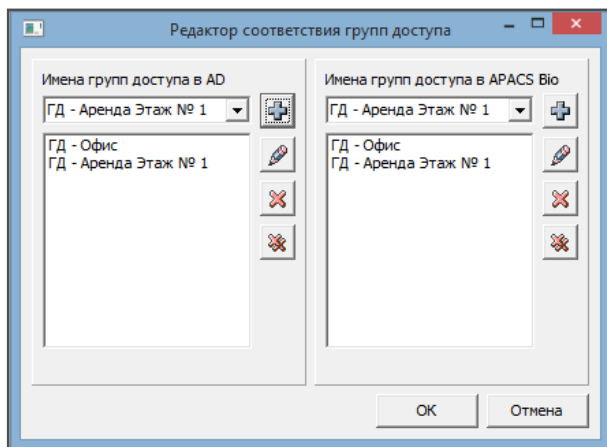 Редактор соответствия групп доступа
Имена групп доступа в AD
ГД - Аренда Этаж № 1
ГД - Офис
ГД - Аренда Этаж № 1
Имена групп доступа в APACS Bio
ГД - Аренда Этаж № 1
ГД - Офис
ГД - Аренда Этаж № 1
OK
Отмена